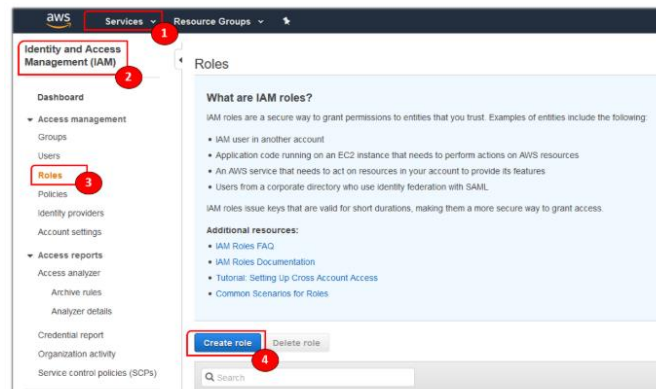 aws Services Resource Groups
1
Identity and Access
Management (IAM)
2
Dashboard
Access management
Groups
Users
Roles
3
Policies
Identity providers
Account settings
Access reports
Access analyzer
Archive rules
Analyzer details
Credential report
Organization activity
Service control policies (SCPs)
Roles
What are IAM roles?
IAM roles are a secure way to grant permissions to entities that you trust. Examples of entities include the following:
• IAM user in another account
• Application code running on an EC2 instance that needs to perform actions on AWS resources
• An AWS service that needs to act on resources in your account to provide its features
• Users from a corporate directory who use identity federation with SAML
IAM roles issue keys that are valid for short durations, making them a more secure way to grant access.
Additional resources:
• IAM Roles FAQ
• IAM Roles Documentation
• Tutorial: Setting Up Cross Account Access
• Common Scenarios for Roles
Create role Delete role
4
Search